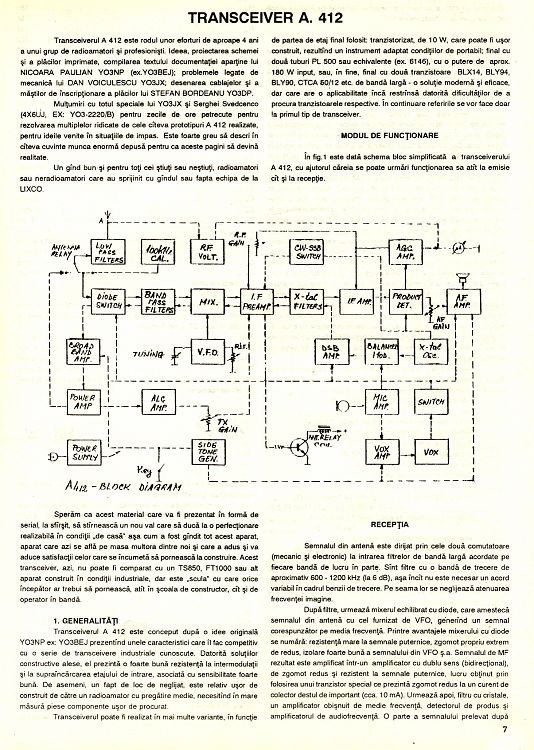 TRANSCEIVER A. 412
Transceiverul A 412 este rodul unor eforturi de aproape 4 ani
a unui grup de radioamatori şi profesionişti. Ideea, proiectarea schemei
şi a plăcilor imprimate, compilarea textului documentaţiei aparţine lui
NICOARA PAULIAN YO3NP (ex.YO3BEJ); problemele legate de
mecanică lui DAN VOICULESCU YO3JX; desenarea cablajelor şi a
măştilor de inscripţionare a plăcilor lui STEFAN BORDEANU YO3DP.
Mulţumiri cu totul speciale lui YO3JX şi Serghei Svedcenco
(4X6UJ, EX: YO3-2220/B) pentru zecile de ore petrecute pentru
rezolvarea multiplelor ridicate de cele cîteva prototipuri A 412 realizate,
pentru ideile venite în situaţiile de impas. Este foarte greu să descri în
cîteva cuvinte munca enormă depusă pentru ca aceste pagini să devină
realitate.
Un gînd bun şi pentru toţi cei ştiuţi sau neştiuţi, radioamatori
sau neradioamatori care au sprijinit cu gîndul sau fapta echipa de la
LIXCO.
de partea de etaj final folosit: tranzistorizat, de 10 W, care poate fi uşor
construit, rezultînd un instrument adaptat condiţiilor de portabil; final cu
două tuburi PL 500 sau echivalente (ex. 6146), cu o putere de aprox.
180 W input, sau, în fine, final cu două tranzistoare BLX14, BLY94,
BLY90, CTCA 60/12 etc. de bandă largă - o soluţie modernă şi eficace,
dar care are o aplicabilitate încă restrînsă datorită dificultăţilor de a
procura tranzistoarele respective. În continuare referirile se vor face doar
la primul tip de transceiver.
MODUL DE FUNCŢIONARE
În fig.1 este dată schema bloc simplificată a transceiverului
A 412, cu ajutorul căreia se poate urmări funcţionarea sa atît la emisie
cît şi la recepţie.
A
ANTENNA
RELAY
LOW
PASS
FILTERS
100KHz
CAL.
R.F.
VOLT.
R.F.
GAIN
CW-SSB
SWITCH
AGC
AMP.
DIODE
SWITCH
BAND
PASS
FILTERS
MIX.
I.F
PREAMP.
X-tal
FILTERS
IF AMP.
PRODUCT
DET.
AF
AMP.
AF
GAIN
BROAD
BAND
AMP.
TUNING
V.F.O.
R.I.T.
DSB
AMP.
BALANCED
MOD.
X-tal
Osc.
POWER
AMP
ALC
AMP.
TX
GAIN
MIC
AMP.
SWITCH
POWER
SUPPLY
Key
SIDE
TONE
GEN.
VOX
AMP
VOX
A412 - BLOCK DIAGRAM
Sperăm ca acest material care va fi prezentat în formă de
serial, la sfîrşit, să stîrnească un nou val care să ducă la o perfecţionare
realizabilă în condiţii „de casă" aşa cum a fost gîndit tot acest aparat,
aparat care azi se află pe masa multora dintre noi şi care a adus şi va
aduce satisfacţii celor care se încumetă să pornească la construire. Acest
transceiver, azi, nu poate fi comparat cu un TS850, FT1000 sau alt
aparat construit în condiţii industriale, dar este „scula" cu care orice
începător ar trebui să pornească, atît în şcoala de constructor, cît şi de
operator în bandă.
1. GENERALITĂŢI
Transceiverul A 412 este conceput după o idee originală
YO3NP ex: YO3BEJ prezentînd unele caracteristici care îl fac competitiv
cu o serie de transceivere industriale cunoscute. Datorită soluţiilor
constructive alese, el prezintă o foarte bună rezistenţă la intermodulaţii
şi la supraîncărcarea etajului de intrare, asociată cu sensibilitate foarte
bună. De asemeni, un fapt de loc de neglijat, este relativ uşor de
construit de către un radioamator cu pregătire medie, necesitînd în mare
măsură piese componente uşor de procurat.
Transceiverul poate fi realizat în mai multe variante, în funcţie
RECEPŢIA
Semnalul din antenă este dirijat prin cele două comutatoare
(mecanic şi electronic) la intrarea filtrelor de bandă largă acordate pe
fiecare bandă de lucru în parte. Sînt filtre cu o bandă de trecere de
aproximativ 600 - 1200 kHz (la 6 dB), aşa încît nu este necesar un acord
variabil în cadrul benzii de trecere. Pe seama lor se neglijează atenuarea
frecvenţei imagine.
După filtre, urmează mixerul echilibrat cu diode, care amestecă
semnalul din antenă cu cel furnizat de VFO, generînd un semnal
corespunzător pe media frecvenţă. Printre avantajele mixerului cu diode
se numără: rezistenţă mare la semnale puternice, zgomot propriu extrem
de redus, izolare foarte bună a semnalului din VFO ş.a. Semnalul de MF
rezultat este amplificat într-un amplificator cu dublu sens (bidirecţional),
de zgomot redus şi rezistent la semnale puternice, lucru obţinut prin
folosirea unui tranzistor special ce prezintă zgomot redus la un curent de
colector destul de important (cca. 10 mA). Urmează apoi, filtru cu cristale,
un amplificator obişnuit de medie frecvenţă, detectorul de produs şi
amplificatorul de audiofrecvenţă. O parte a semnalului prelevat după
7